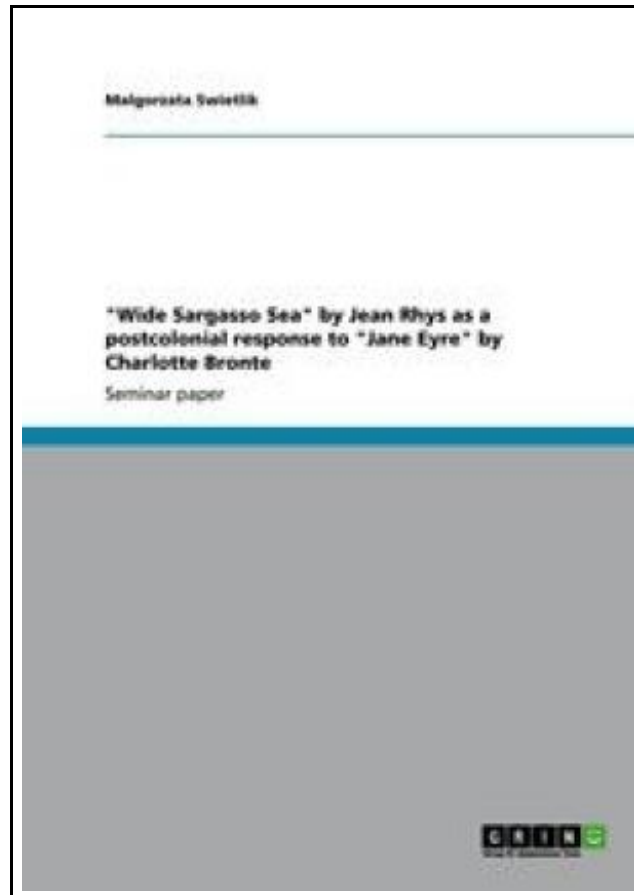 Malgorzata Swietlik
"Wide Sargasso Sea" by Jean Rhys as a
postcolonial response to "Jane Eyre" by
Charlotte Bronte
Seminar paper
GRIN